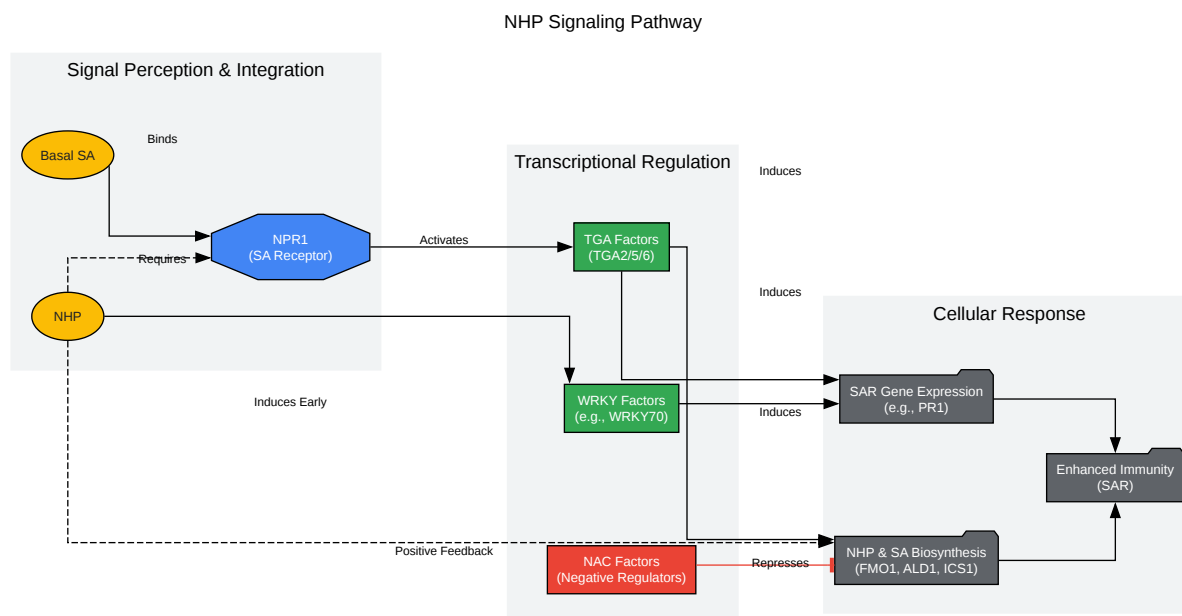 NHP Signaling Pathway
Signal Perception & Integration
Basal SA
Binds
NPR1
(SA Receptor)
Requires
NHP
Activates
Induces Early
Positive Feedback
Transcriptional Regulation
TGA Factors
(TGA2/5/6)
WRKY Factors
(e.g., WRKY70)
NAC Factors
(Negative Regulators)
Induces
Induces
Induces
Represses
Cellular Response
SAR Gene Expression
(e.g., PR1)
Enhanced Immunity
(SAR)
NHP & SA Biosynthesis
(FMO1, ALD1, ICS1)